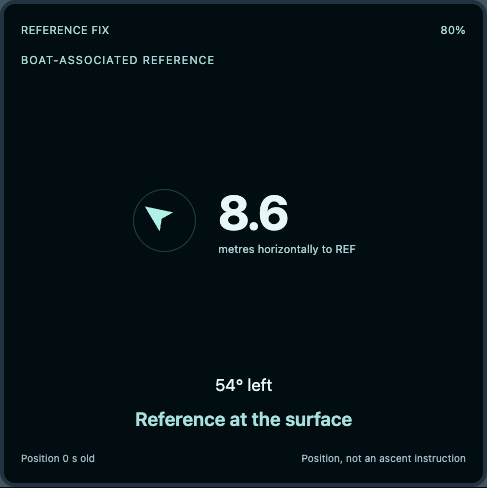 REFERENCE FIX 80%
BOAT-ASSOCIATED REFERENCE
8.6
metres horizontally to REF
54° left
Reference at the surface
Position 0 s old Position, not an ascent instruction